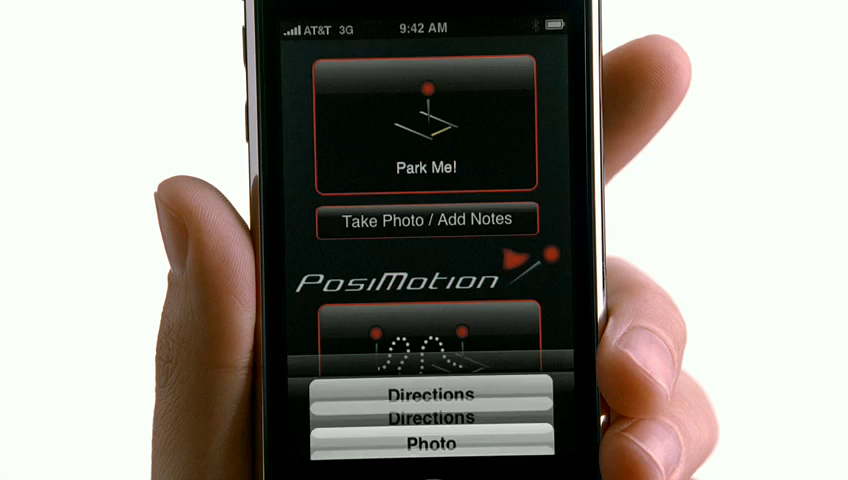 AT&T 3G 9:42 AM
Park Me!
Take Photo / Add Notes
PosiMotion
Directions
Directions
Photo